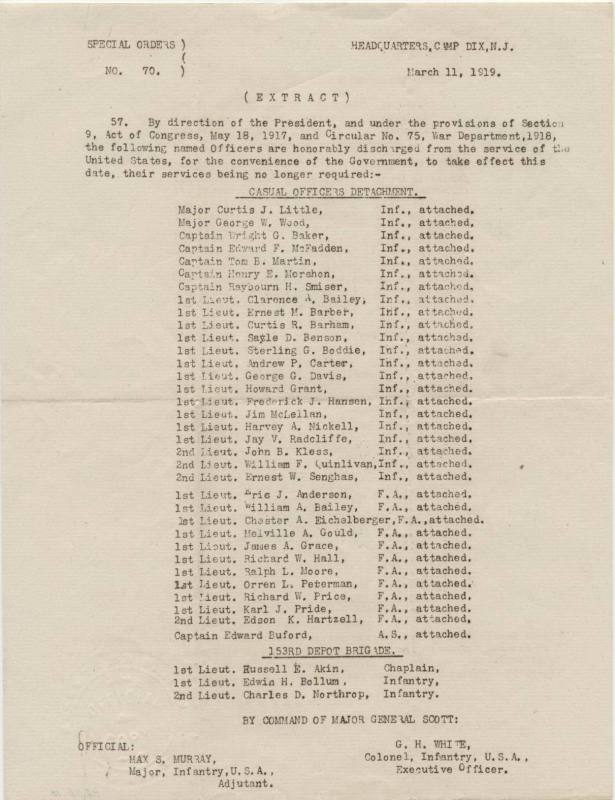 SPECIAL ORDERS ) HEADQUARTERS, CAMP DIX, N.J.
(
NO. 70. ) March 11, 1919.
( E X T R A C T )
57. By direction of the President, and under the provisions of Section
9, Act of Congress, May 18, 1917, and Circular No. 75, War Department,1918,
the following named Officers are honorably discharged from the service of the
United States, for the convenience of the Government, to take effect this
date, their services being no longer required:-
CASUAL OFFICERS DETACHMENT.
Major Curtis J. Little, Inf., attached.
Major George W. Wood, Inf., attached.
Captain Wright G. Baker, Inf., attached.
Captain Edward F. McFadden, Inf., attached.
Captain Tom B. Martin, Inf., attached.
Captain Henry E. Mershon, Inf., attached.
Captain Raybourn H. Smiser, Inf., attached.
1st Lieut. Clarence A. Bailey, Inf., attached.
1st Lieut. Ernest M. Barber, Inf., attached.
1st Lieut. Curtis R. Barham, Inf., attached.
1st Lieut. Sayle D. Benson, Inf., attached.
1st Lieut. Sterling G. Boddie, Inf., attached.
1st Lieut. Andrew P. Carter, Inf., attached.
1st Lieut. George G. Davis, Inf., attached.
1st Lieut. Howard Grant, Inf., attached.
1st Lieut. Frederick J. Hansen, Inf., attached.
1st Lieut. Jim McLellan, Inf., attached.
1st Lieut. Harvey A. Nickell, Inf., attached.
1st Lieut. Jay V. Radcliffe, Inf., attached.
2nd Lieut. John B. Kless, Inf., attached.
2nd Lieut. William F. Quinlivan,Inf., attached.
2nd Lieut. Ernest W. Senghas, Inf., attached.
1st Lieut. Eric J. Anderson, F.A., attached.
1st Lieut. William A. Bailey, F.A., attached.
1st Lieut. Chester A. Eichelberger,F.A.,attached.
1st Lieut. Melville A. Gould, F.A., attached.
1st Lieut. James A. Grace, F.A., attached.
1st Lieut. Richard W. Hall, F.A., attached.
1st Lieut. Ralph L. Moore, F.A., attached.
1st Lieut. Orren L. Peterman, F.A., attached.
1st Lieut. Richard W. Price, F.A., attached.
1st Lieut. Karl J. Pride, F.A., attached.
2nd Lieut. Edson K. Hartzell, F.A., attached.
Captain Edward Buford, A.S., attached.
153RD DEPOT BRIGADE.
1st Lieut. Russell E. Akin, Chaplain,
1st Lieut. Edwin H. Bollum, Infantry,
2nd Lieut. Charles D. Northrop, Infantry.
BY COMMAND OF MAJOR GENERAL SCOTT:
OFFICIAL: G. H. WHITE,
MAX S. MURRAY, Colonel, Infantry, U.S.A.,
Major, Infantry,U.S.A., Executive Officer.
Adjutant.